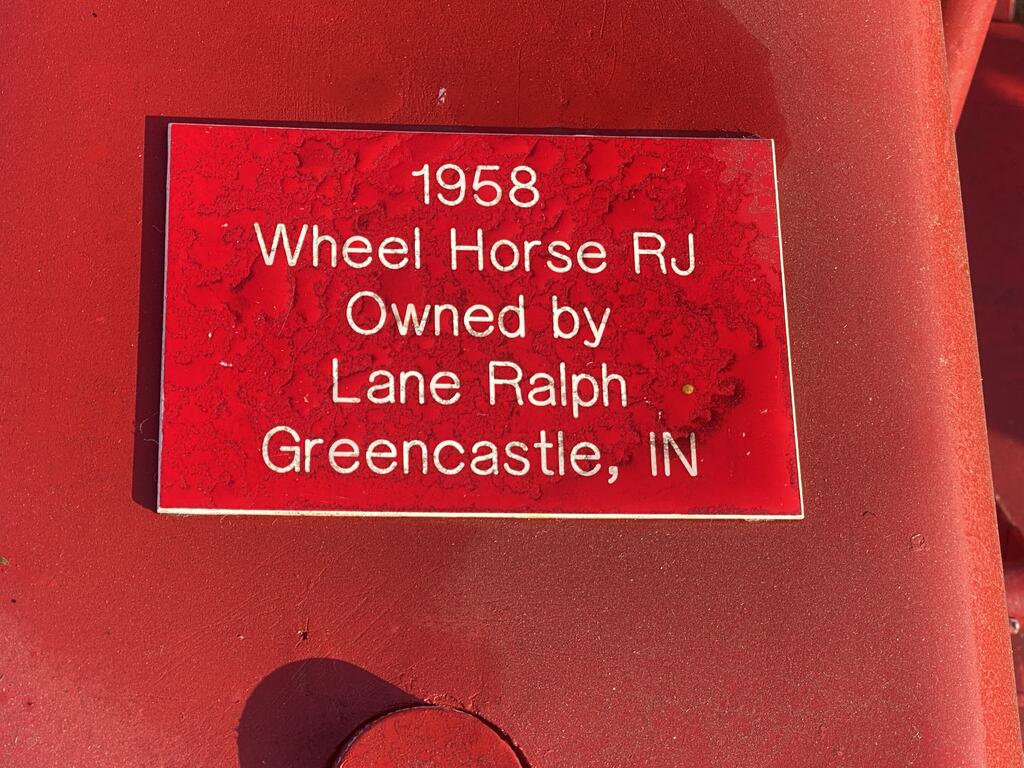 1958
Wheel Horse RJ
Owned by
Lane Ralph
Greencastle, IN